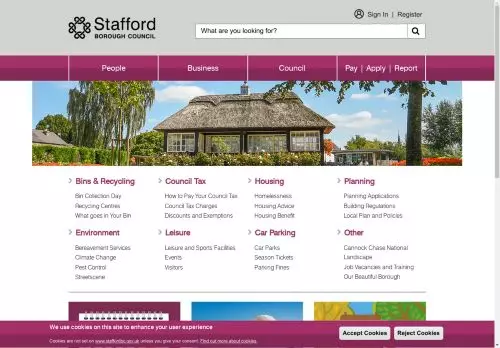 Stafford
BOROUGH COUNCIL
Sign In | Register
What are you looking for?
People
Business
Council
Pay | Apply | Report
Bins & Recycling
Bin Collection Day
Recycling Centres
What goes in Your Bin
Council Tax
How to Pay Your Council Tax
Council Tax Charges
Discounts and Exemptions
Housing
Homelessness
Housing Advice
Housing Benefit
Planning
Planning Applications
Building Regulations
Local Plan and Policies
Environment
Bereavement Services
Climate Change
Pest Control
Streetscene
Leisure
Leisure and Sports Facilities
Events
Visitors
Car Parking
Car Parks
Season Tickets
Parking Fines
Other
Cannock Chase National
Landscape
Job Vacancies and Training
Our Beautiful Borough
We use cookies on this site to enhance your user experience
Cookies are not set on www.staffordbc.gov.uk unless you give your consent. Find out more about cookies.
Accept Cookies
Reject Cookies